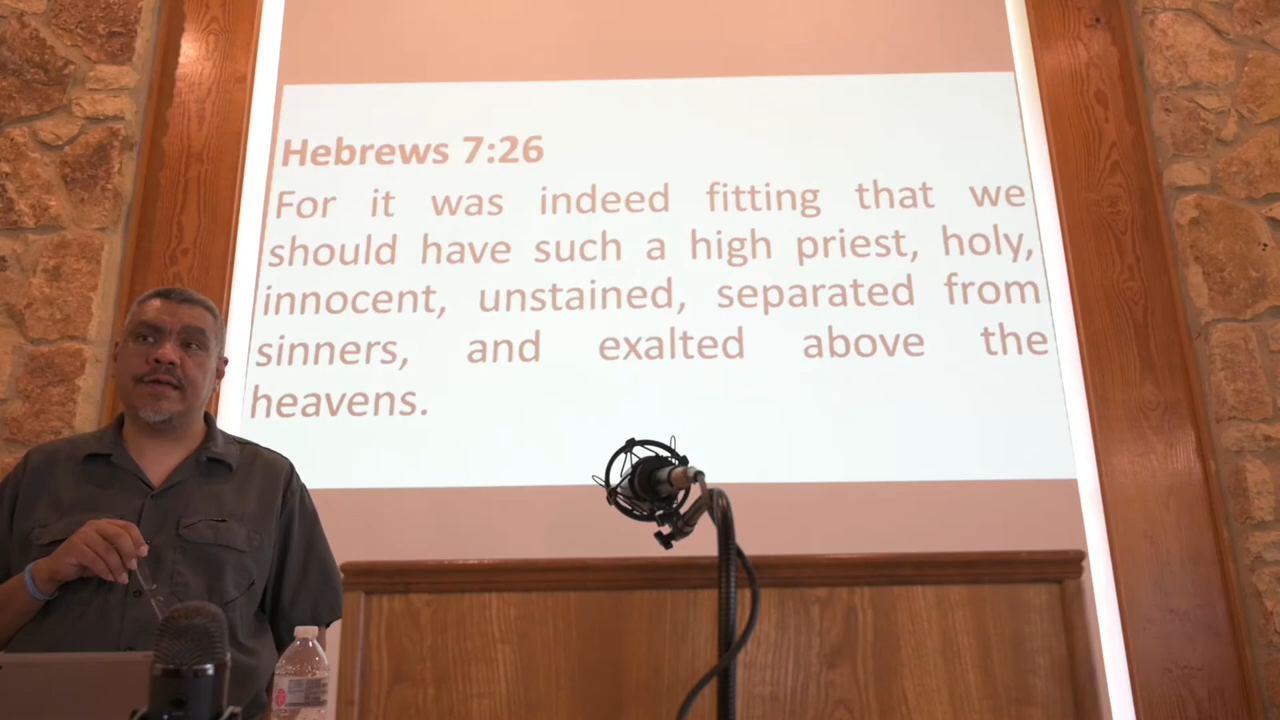 Hebrews 7:26
For it was indeed fitting that we
should have such a high priest, holy,
innocent, unstained, separated from
sinners, and exalted above the
heavens.